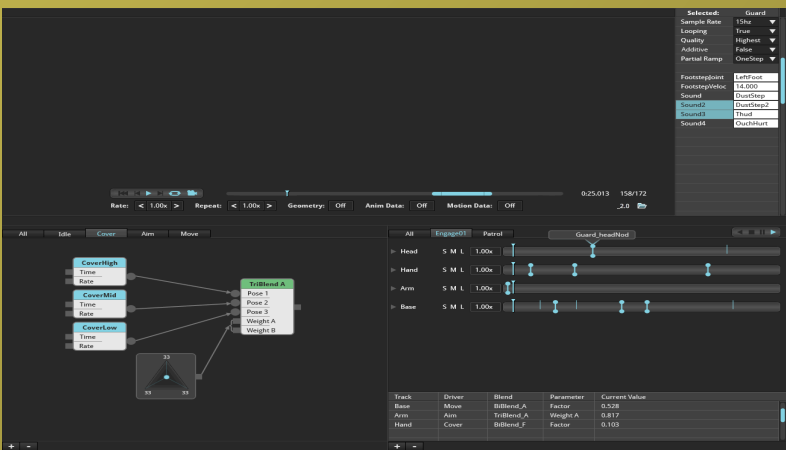 Selected: Guard
Sample Rate 15hz
Looping True
Quality Highest
Additive False
Partial Ramp OneStep
FootstepJoint LeftFoot
FootstepVeloc 14.000
Sound DustStep
Sound2 DustStep2
Sound3 Thud
Sound4 OuchHurt
0:25.013 158/172
Rate: < 1.00x > Repeat: < 1.00x > Geometry: Off Anim Data: Off Motion Data: Off _2.0
All Idle Cover Aim Move
CoverHigh
Time
Rate
CoverMid
Time
Rate
CoverLow
Time
Rate
TriBlend A
Pose 1
Pose 2
Pose 3
Weight A
Weight B
33
33 33
+ -
All Engage01 Patrol Guard_headNod
Head S M L 1.00x
Hand S M L 1.00x
Arm S M L 1.00x
Base S M L 1.00x
Track Driver Blend Parameter Current Value
Base Move BiBlend_A Factor 0.528
Arm Aim TriBlend_A Weight A 0.817
Hand Cover BiBlend_F Factor 0.103
+ -